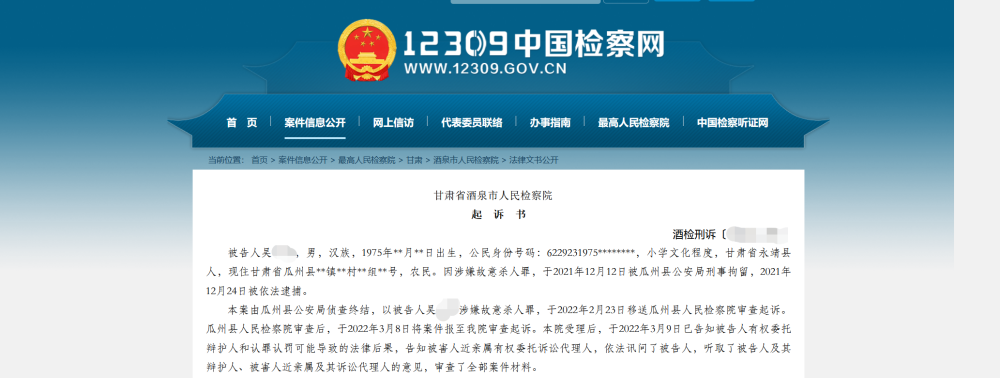 12309中国检察网
WWW.12309.GOV.CN
首 页 案件信息公开 网上信访 代表委员联络 办事指南 最高人民检察院 中国检察听证网
当前位置: 首页 > 案件信息公开 > 最高人民检察院 > 甘肃 > 酒泉市人民检察院 > 法律文书公开
甘肃省酒泉市人民检察院
起 诉 书
酒检刑诉〔
被告人吴 ,男,汉族,1975年**月**日出生,公民身份号码:6229231975********,小学文化程度,甘肃省永靖县
人,现住甘肃省瓜州县**镇**村**组**号,农民。因涉嫌故意杀人罪,于2021年12月12日被瓜州县公安局刑事拘留,2021年
12月24日被依法逮捕。
本案由瓜州县公安局侦查终结,以被告人吴 涉嫌故意杀人罪,于2022年2月23日移送瓜州县人民检察院审查起诉。
瓜州县人民检察院审查后,于2022年3月8日将案件报至我院审查起诉。本院受理后,于2022年3月9日已告知被告人有权委托
辩护人和认罪认罚可能导致的法律后果,告知被害人近亲属有权委托诉讼代理人,依法讯问了被告人,听取了被告人及其
辩护人、被害人近亲属及其诉讼代理人的意见,审查了全部案件材料。